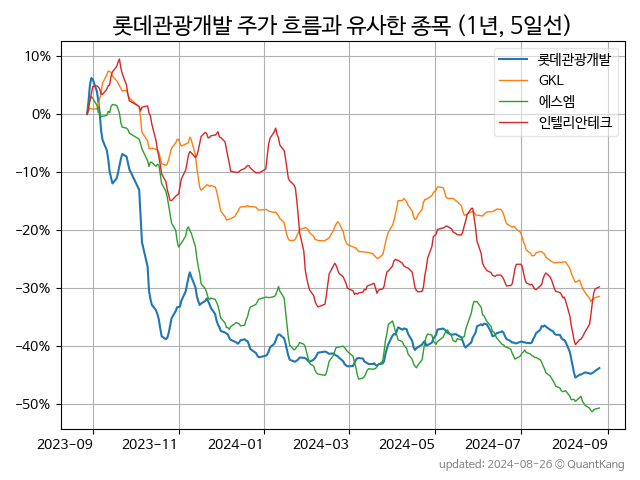 롯데관광개발 주가 흐름과 유사한 종목 (1년, 5일선)
10%
0%
−10%
−20%
−30%
−40%
−50%
롯데관광개발
GKL
에스엠
인텔리안테크
2023-09
2023-11
2024-01
2024-03
2024-05
2024-07
2024-09
updated: 2024-08-26 © QuantKang